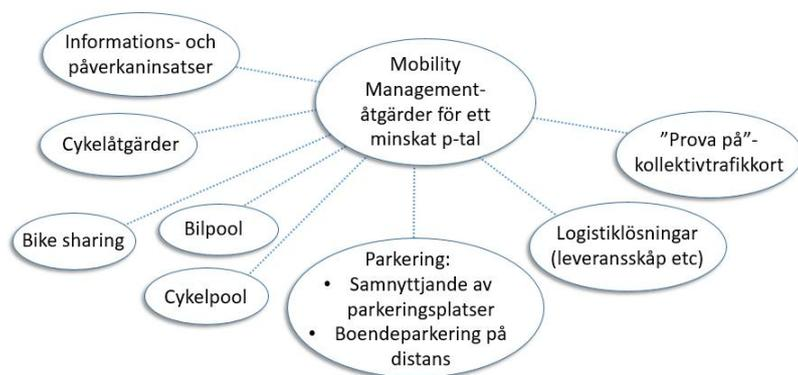 Informations- och
påverkaninsatser
Mobility
Management-
åtgärder för ett
minskat p-tal
Cykelåtgärder
”Prova på”-
kollektivtrafikkort
Bike sharing
Bilpool
Logistiklösningar
(leveransskåp etc)
Cykelpool
Parkering:
• Samnyttjande av
parkeringsplatser
• Boendeparkering på
distans